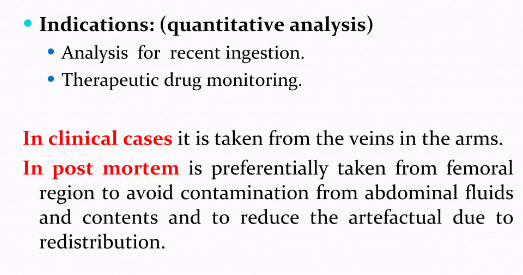 • Indications: (quantitative analysis)
• Analysis for recent ingestion.
• Therapeutic drug monitoring.
In clinical cases it is taken from the veins in the arms.
In post mortem is preferentially taken from femoral
region to avoid contamination from abdominal fluids
and contents and to reduce the artefactual due to
redistribution.